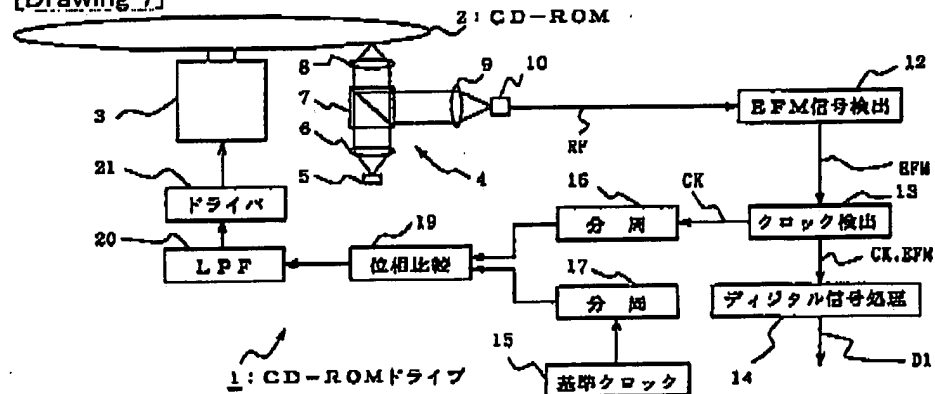 [Drawing 7]
2:CD-ROM
8
9
10
12
3
7
EFM信号検出
RF
6
4
EFM
21
5
16
CK
13
ドライバ
分周
クロック検出
20
19
CK.EFM
LPF
位相比較
17
分周
ディジタル信号処理
15
14
D1
1:CD-ROMドライブ
基準クロック